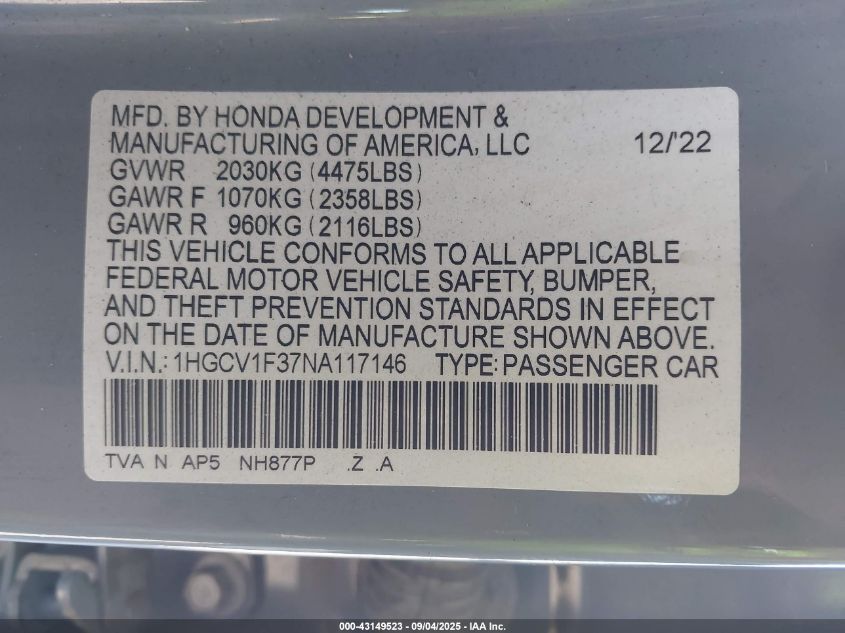 MFD. BY HONDA DEVELOPMENT &
MANUFACTURING OF AMERICA, LLC 12/'22
GVWR 2030KG (4475LBS)
GAWR F 1070KG (2358LBS)
GAWR R 960KG (2116LBS)
THIS VEHICLE CONFORMS TO ALL APPLICABLE
FEDERAL MOTOR VEHICLE SAFETY, BUMPER,
AND THEFT PREVENTION STANDARDS IN EFFECT
ON THE DATE OF MANUFACTURE SHOWN ABOVE.
V.I.N.: 1HGCV1F37NA117146 TYPE: PASSENGER CAR
TVA N AP5 NH877P .Z .A
000-43149523 - 09/04/2025 - IAA Inc.